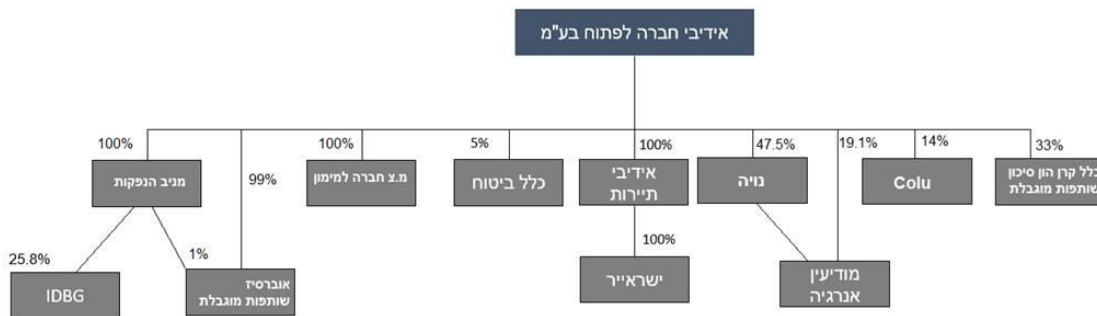 אידיבי חברה לפתוח בע"מ
100%
99%
100%
5%
100%
47.5%
19.1%
14%
33%
מניב הנפקות
מ.צ חברה למימון
כלל ביטוח
אידיבי
תיירות
נויה
Colu
כלל קרן הון סיכון
שותפות מוגבלת
25.8%
1%
100%
IDBG
אוברסיז
שותפות מוגבלת
ישראייר
מודיעין
אנרגיה